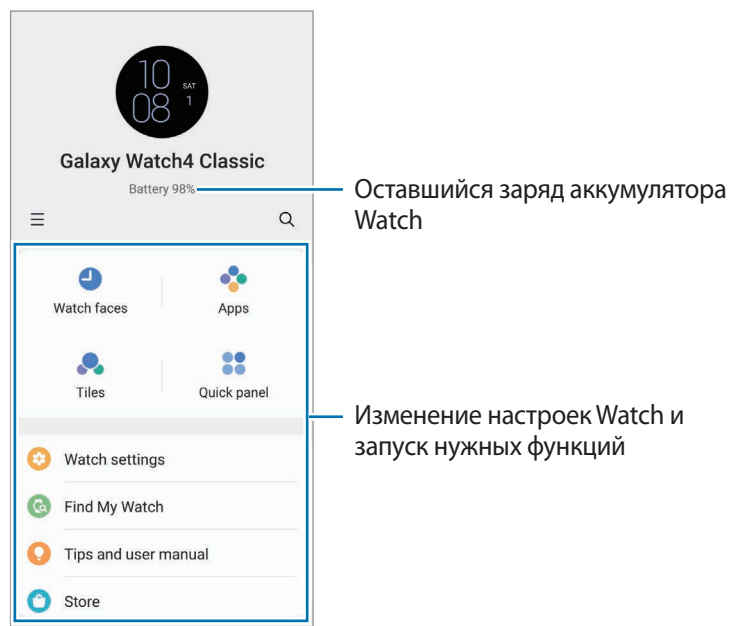 10
08
SAT
1
Galaxy Watch4 Classic
Battery 98%
Оставшийся заряд аккумулятора
Watch
Watch faces
Apps
Tiles
Quick panel
Изменение настроек Watch и
запуск нужных функций
Watch settings
Find My Watch
Tips and user manual
Store